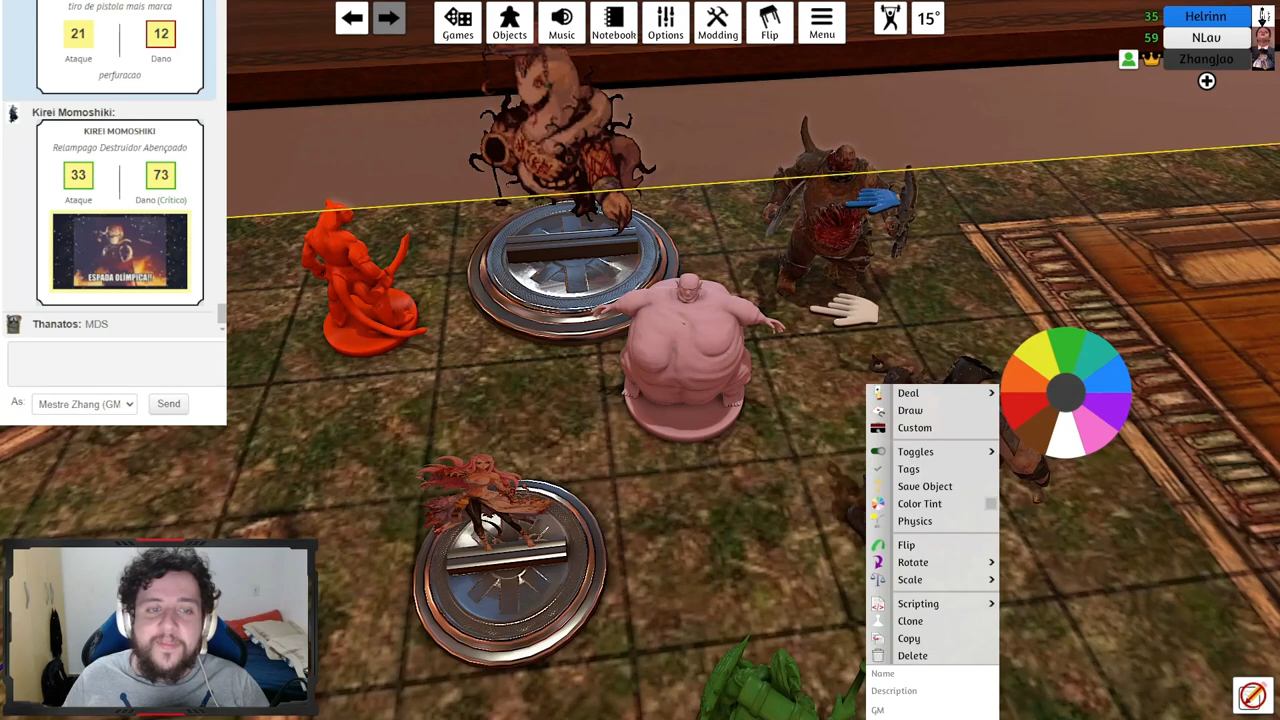 tiro de pistola mais marca
21
12
Ataque
Dano
perfuracao
Kirei Momoshiki:
KIREI MOMOSHIKI
Relampago Destruidor Abençoado
33
73
Ataque
Dano (Crítico)
ESPADA OLÍMPICA!!
Thanatos: MDS
As:
Mestre Zhang (GM
Send
Games
Objects
Music
Notebook
Options
Modding
Flip
Menu
15°
35
Helrinn
59
NLav
Zhangjao
Deal
Draw
Custom
Toggles
Tags
Save Object
Color Tint
Physics
Flip
Rotate
Scale
Scripting
Clone
Copy
Delete
Name
Description
GM